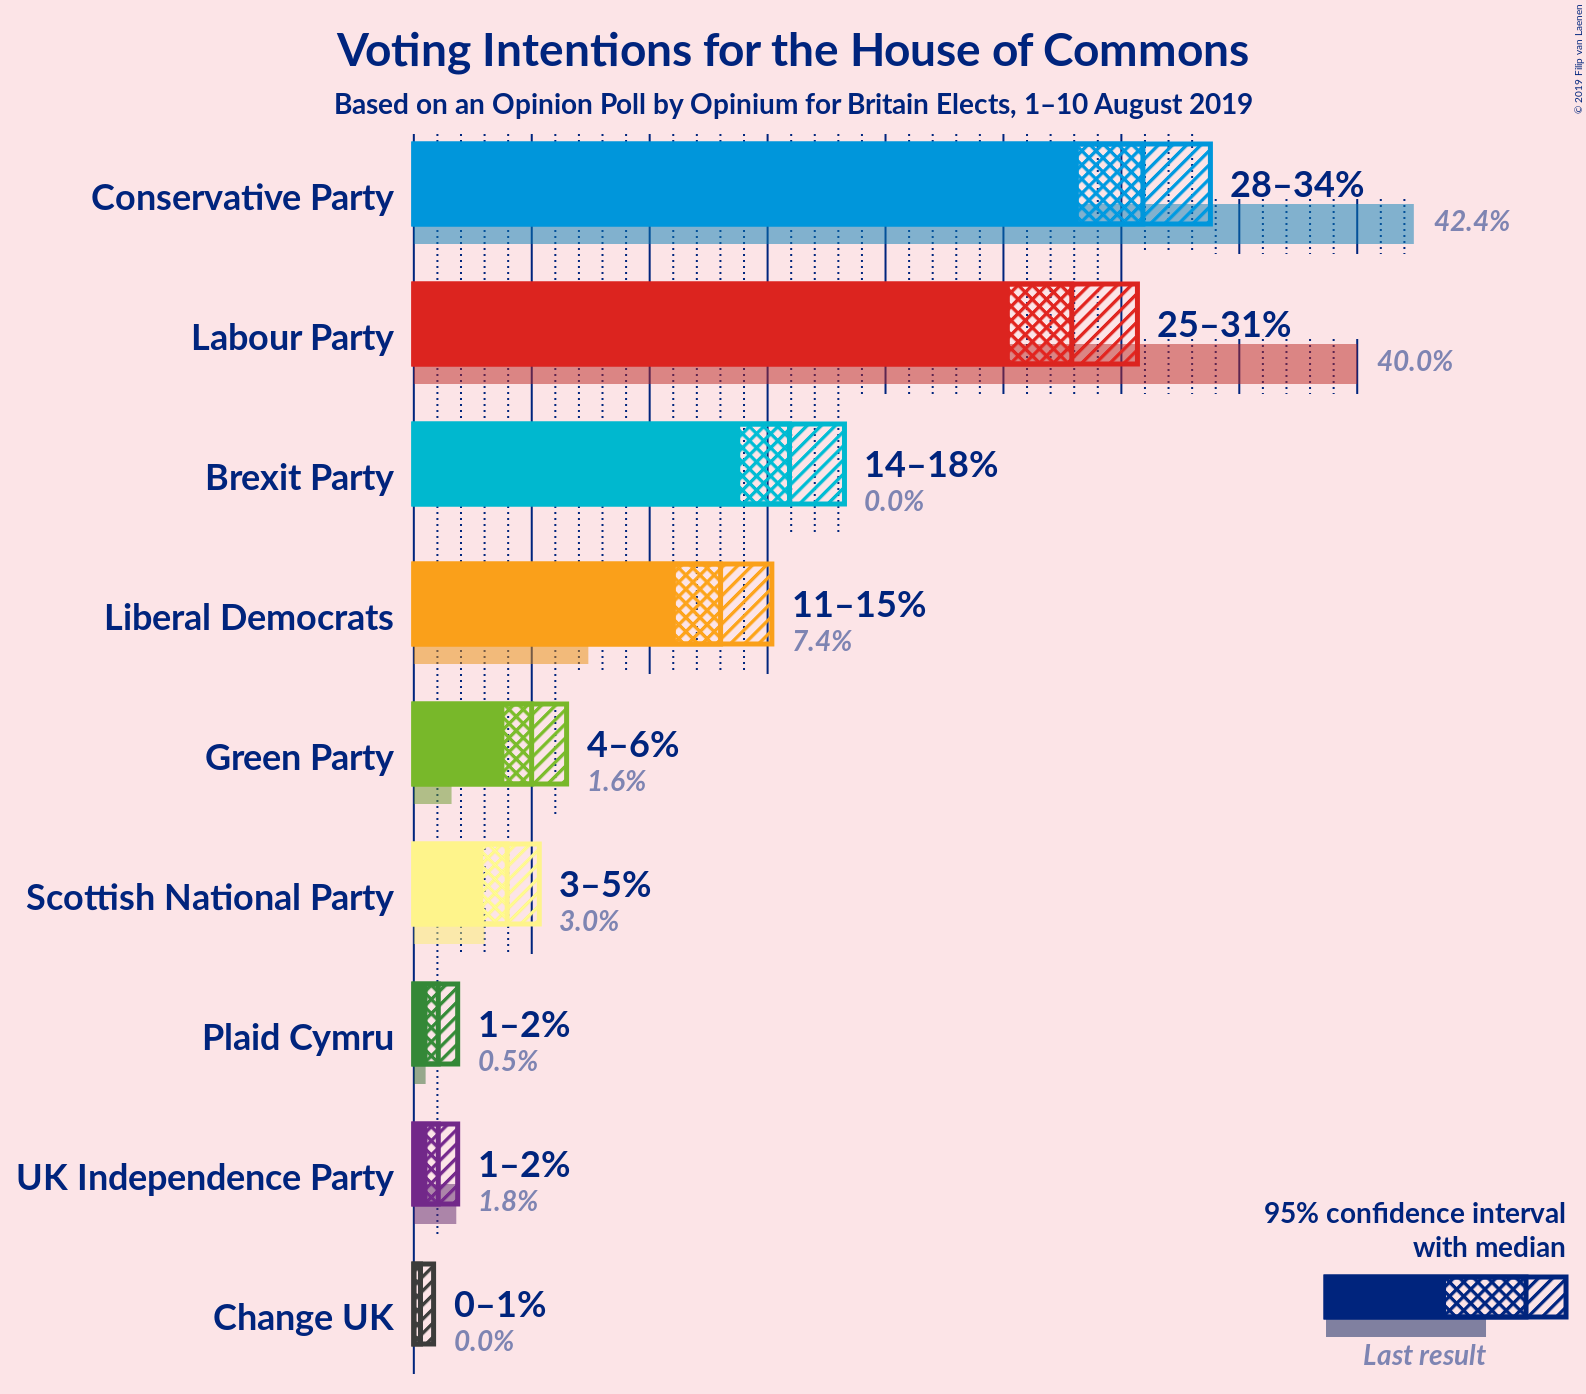 Voting Intentions for the House of Commons
Based on an Opinion Poll by Opinium for Britain Elects, 1–10 August 2019
© 2019 Filip van Laenen
Conservative Party
28–34%
42.4%
Labour Party
25–31%
40.0%
Brexit Party
14–18%
0.0%
Liberal Democrats
11–15%
7.4%
Green Party
4–6%
1.6%
Scottish National Party
3–5%
3.0%
Plaid Cymru
1–2%
0.5%
UK Independence Party
1–2%
1.8%
Change UK
0–1%
0.0%
95% confidence interval
with median
Last result